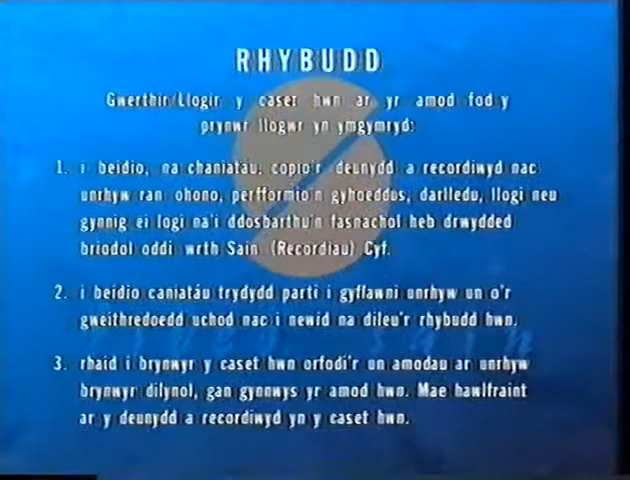 RHYBUDD
Gwerthir/Llogir y caset hwn ar yr amod fod y
prynwr llogwr yn ymgymryd:
1. i beidio, na chaniatáu, copio'r deunydd a recordiwyd nac
unrhyw ran ohono, perfformio'n gyhoeddus, darlledu, llogi neu
gynnig ei logi na'i ddosbarthu'n fasnachol heb drwydded
briodol oddi wrth Sain (Recordiau) Cyf.
2. i beidio caniatáu trydydd parti i gyflawni unrhyw un o'r
gweithredoedd uchod nac i newid na dileu'r rhybudd hwn.
3. rhaid i brynwyr y caset hwn orfodi'r un amodau ar unrhyw
brynwyr dilynol, gan gynnwys yr amod hwn. Mae hawlfraint
ar y deunydd a recordiwyd yn y caset hwn.